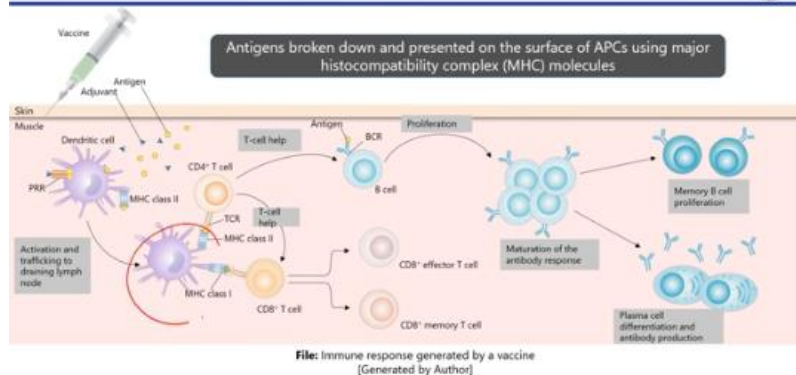 Vaccine
Antigens broken down and presented on the surface of APCs using major
histocompatibility complex (MHC) molecules
Antigen
Adjuvant
Skin
Muscle
Dendritic cell
PRR
MHC class II
Activation and
trafficking to
draining lymph
node
CD4⁺ T cell
T-cell help
TCR
MHC class II
T-cell
help
MHC class I
CD8⁺ T cell
CD8⁺ effector T cell
CD8⁺ memory T cell
Antigen
BCR
B cell
Proliferation
Maturation of the
antibody response
Memory B cell
proliferation
Plasma cell
differentiation and
antibody production
File: Immune response generated by a vaccine
[Generated by Author]